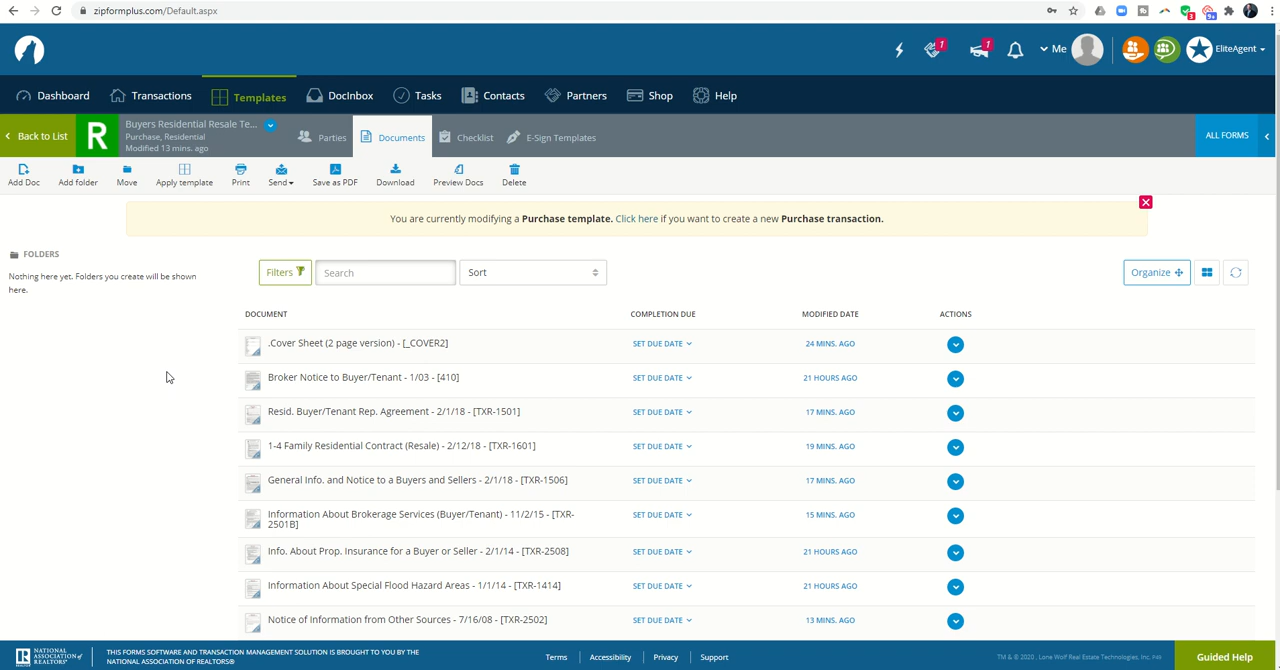 zipformplus.com/Default.aspx
3
9+
1
1
Me
EliteAgent
Dashboard
Transactions
Templates
DocInbox
Tasks
Contacts
Partners
Shop
Help
Back to List
R
Buyers Residential Resale Te...
Purchase, Residential
Modified 13 mins. ago
Parties
Documents
Checklist
E-Sign Templates
ALL FORMS
Add Doc
Add folder
Move
Apply template
Print
Send
Save as PDF
Download
Preview Docs
Delete
You are currently modifying a Purchase template. Click here if you want to create a new Purchase transaction.
FOLDERS
Nothing here yet. Folders you create will be shown
here.
Filters
Search
Sort
Organize
DOCUMENT COMPLETION DUE MODIFIED DATE ACTIONS
.Cover Sheet (2 page version) - [_COVER2] SET DUE DATE 24 MINS. AGO
Broker Notice to Buyer/Tenant - 1/03 - [410] SET DUE DATE 21 HOURS AGO
Resid. Buyer/Tenant Rep. Agreement - 2/1/18 - [TXR-1501] SET DUE DATE 17 MINS. AGO
1-4 Family Residential Contract (Resale) - 2/12/18 - [TXR-1601] SET DUE DATE 19 MINS. AGO
General Info. and Notice to a Buyers and Sellers - 2/1/18 - [TXR-1506] SET DUE DATE 17 MINS. AGO
Information About Brokerage Services (Buyer/Tenant) - 11/2/15 - [TXR-
2501B] SET DUE DATE 15 MINS. AGO
Info. About Prop. Insurance for a Buyer or Seller - 2/1/14 - [TXR-2508] SET DUE DATE 21 HOURS AGO
Information About Special Flood Hazard Areas - 1/1/14 - [TXR-1414] SET DUE DATE 21 HOURS AGO
Notice of Information from Other Sources - 7/16/08 - [TXR-2502] SET DUE DATE 13 MINS. AGO
NATIONAL
ASSOCIATION of
REALTORS®
THIS FORMS SOFTWARE AND TRANSACTION MANAGEMENT SOLUTION IS BROUGHT TO YOU BY THE
NATIONAL ASSOCIATION OF REALTORS®
Terms
Accessibility
Privacy
Support
TM & © 2020 , Lone Wolf Real Estate Technologies, Inc.
Guided Help